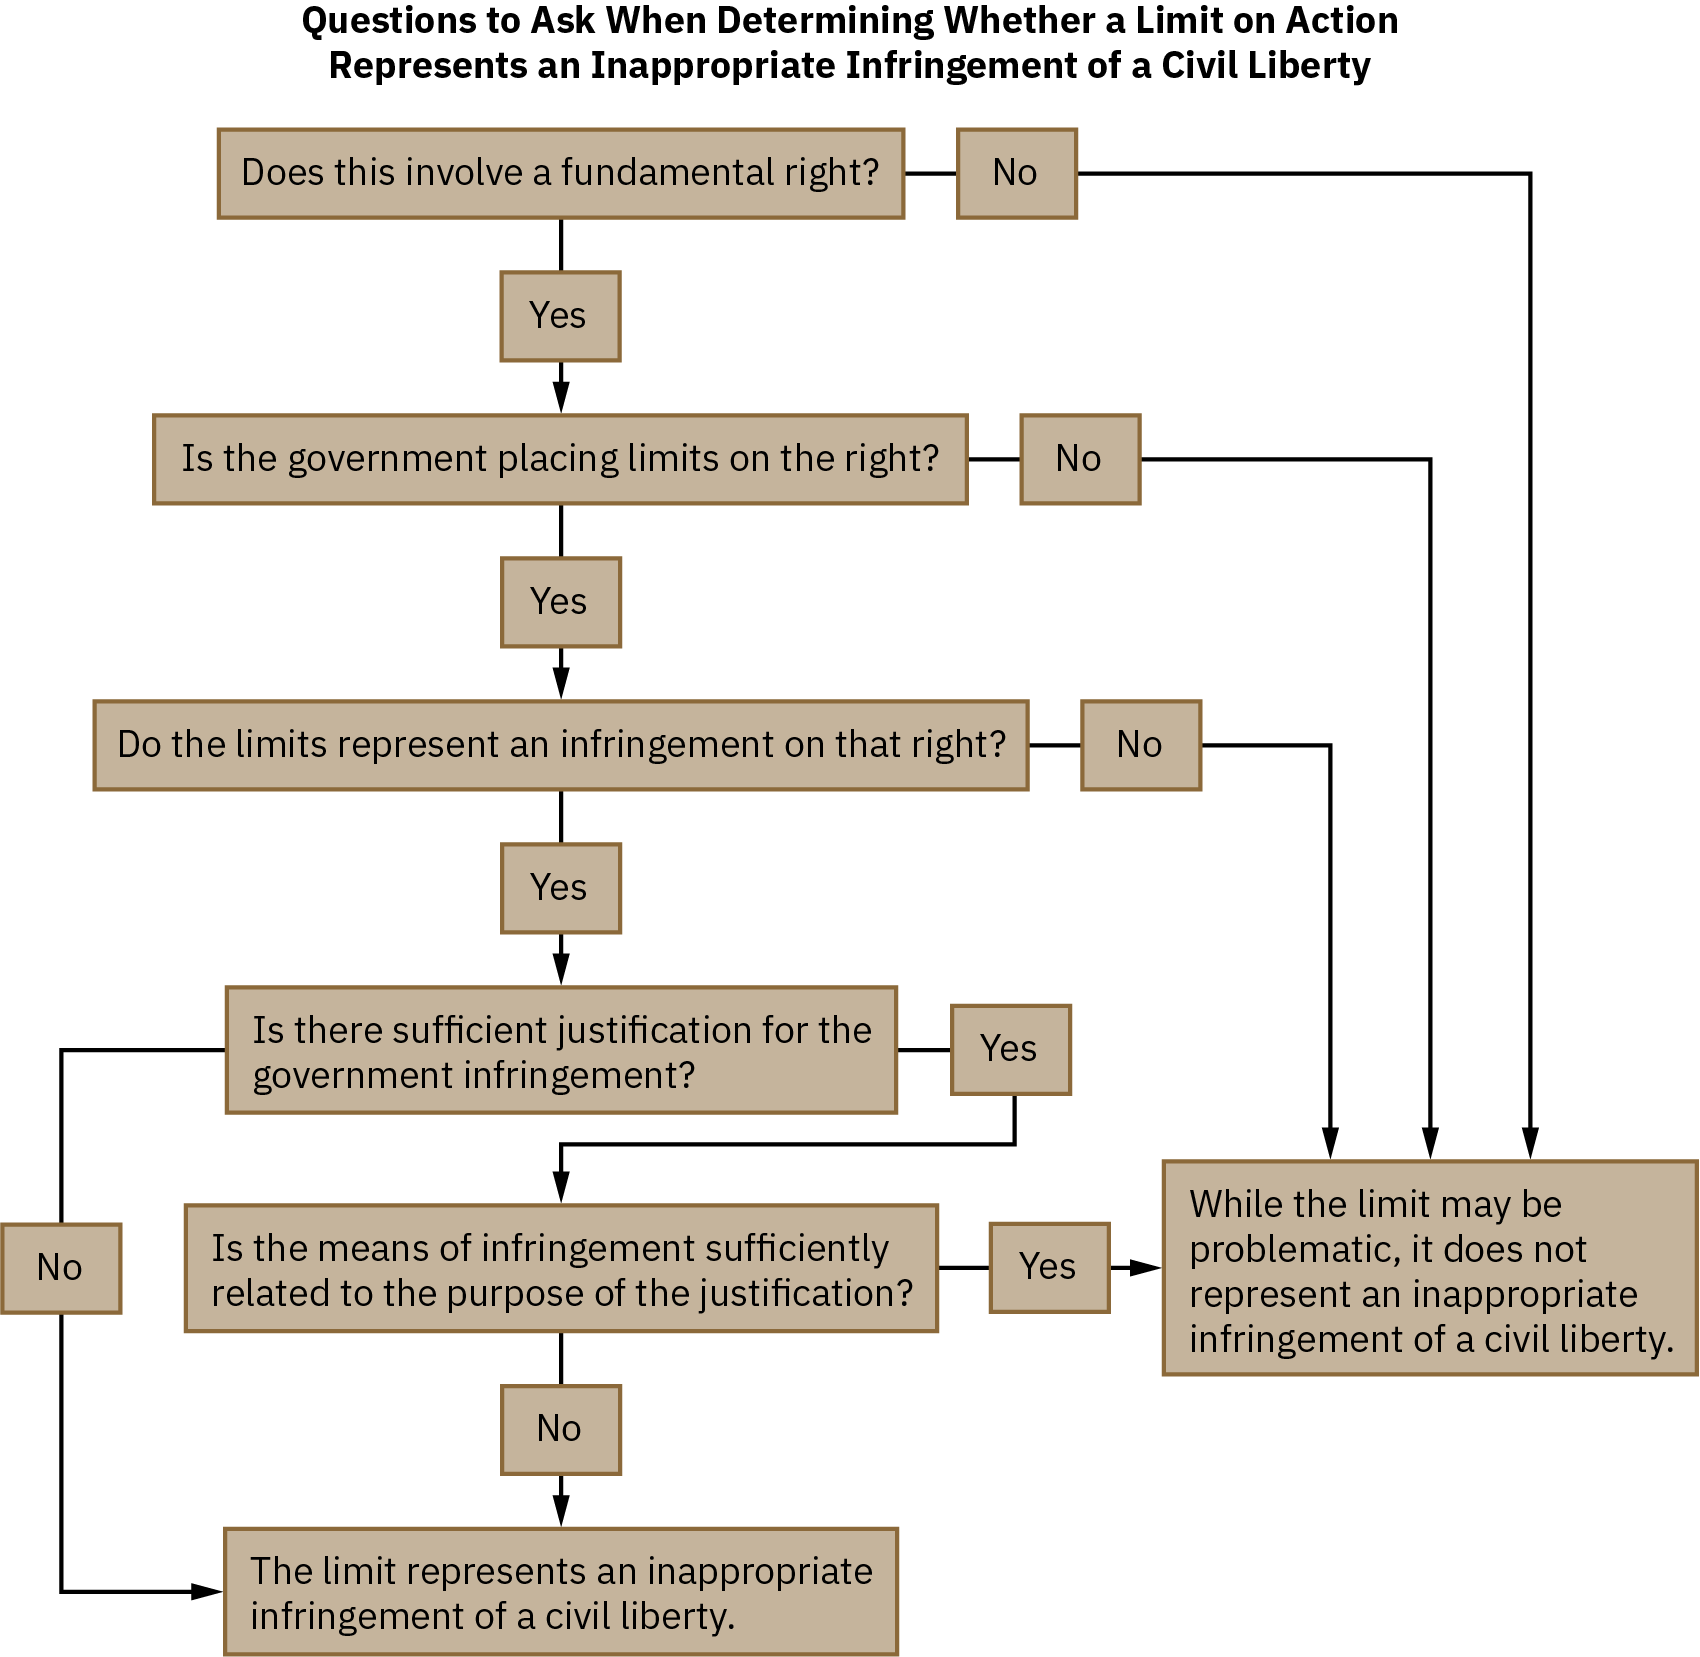 Questions to Ask When Determining Whether a Limit on Action
Represents an Inappropriate Infringement of a Civil Liberty
Does this involve a fundamental right?
No
Yes
Is the government placing limits on the right?
No
Yes
Do the limits represent an infringement on that right?
No
Yes
Is there sufficient justification for the
government infringement?
Yes
No
Is the means of infringement sufficiently
related to the purpose of the justification?
Yes
While the limit may be
problematic, it does not
represent an inappropriate
infringement of a civil liberty.
No
The limit represents an inappropriate
infringement of a civil liberty.